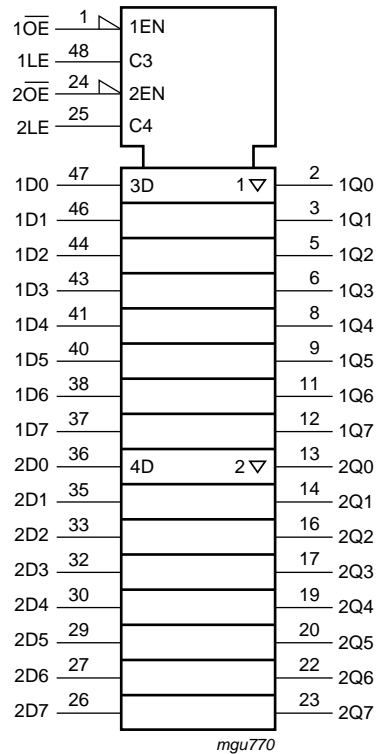 1O̅E̅ 1 1EN
1LE 48 C3
2O̅E̅ 24 2EN
2LE 25 C4
1D0 47 3D 1 ▽ 2 1Q0
1D1 46 3 1Q1
1D2 44 5 1Q2
1D3 43 6 1Q3
1D4 41 8 1Q4
1D5 40 9 1Q5
1D6 38 11 1Q6
1D7 37 12 1Q7
2D0 36 4D 2 ▽ 13 2Q0
2D1 35 14 2Q1
2D2 33 16 2Q2
2D3 32 17 2Q3
2D4 30 19 2Q4
2D5 29 20 2Q5
2D6 27 22 2Q6
2D7 26 23 2Q7
mgu770